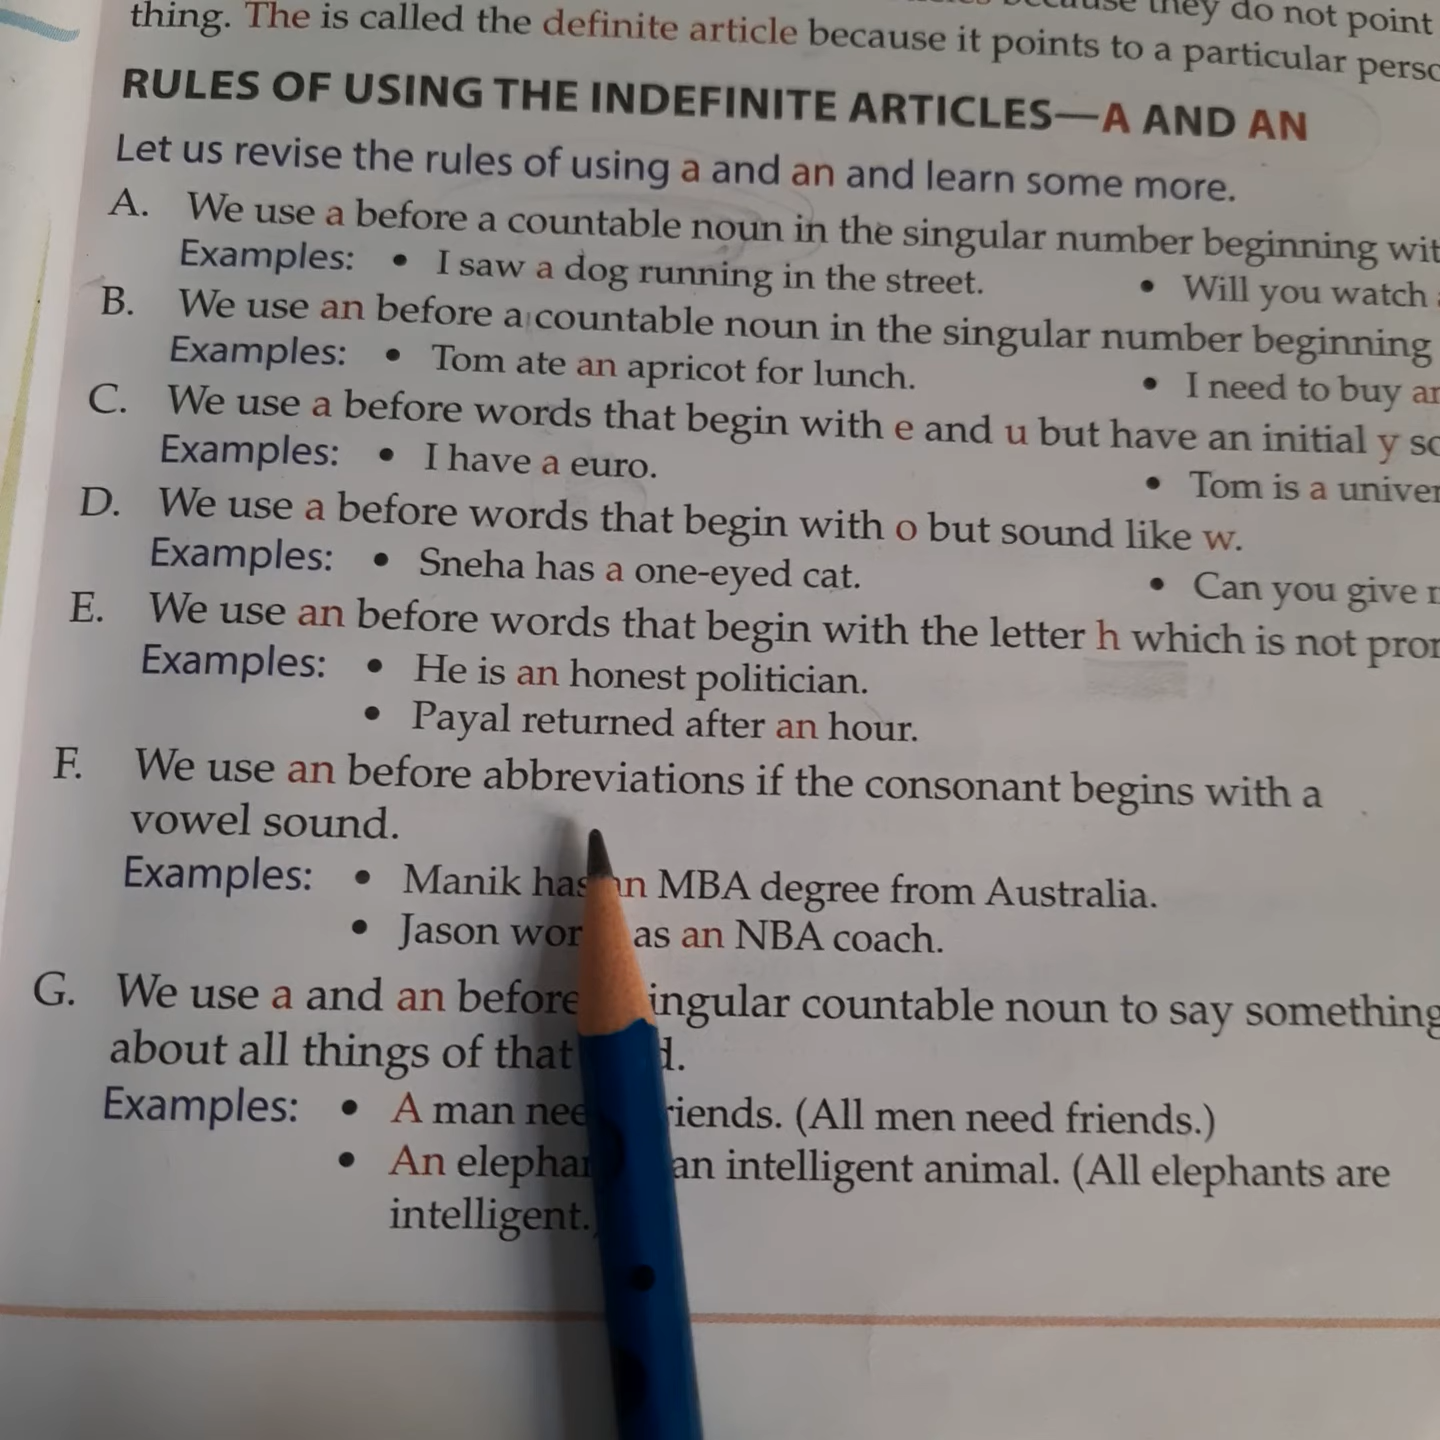 because they do not point
thing. The is called the definite article because it points to a particular
RULES OF USING THE INDEFINITE ARTICLES—A AND AN
Let us revise the rules of using a and an and learn some more.
A. We use a before a countable noun in the singular number beginning
Examples: • I saw a dog running in the street. • Will you watch
B. We use an before a countable noun in the singular number beginning
Examples: • Tom ate an apricot for lunch. • I need to buy
C. We use a before words that begin with e and u but have an initial y
Examples: • I have a euro. • Tom is a
D. We use a before words that begin with o but sound like w.
Examples: • Sneha has a one-eyed cat. • Can you give
E. We use an before words that begin with the letter h which is not
Examples: • He is an honest politician.
• Payal returned after an hour.
F. We use an before abbreviations if the consonant begins with a
vowel sound.
Examples: • Manik has an MBA degree from Australia.
• Jason as an NBA coach.
G. We use a and an before singular countable noun to say something
about all things of that
Examples: • A man friends. (All men need friends.)
• An elephant an intelligent animal. (All elephants are
intelligent.)